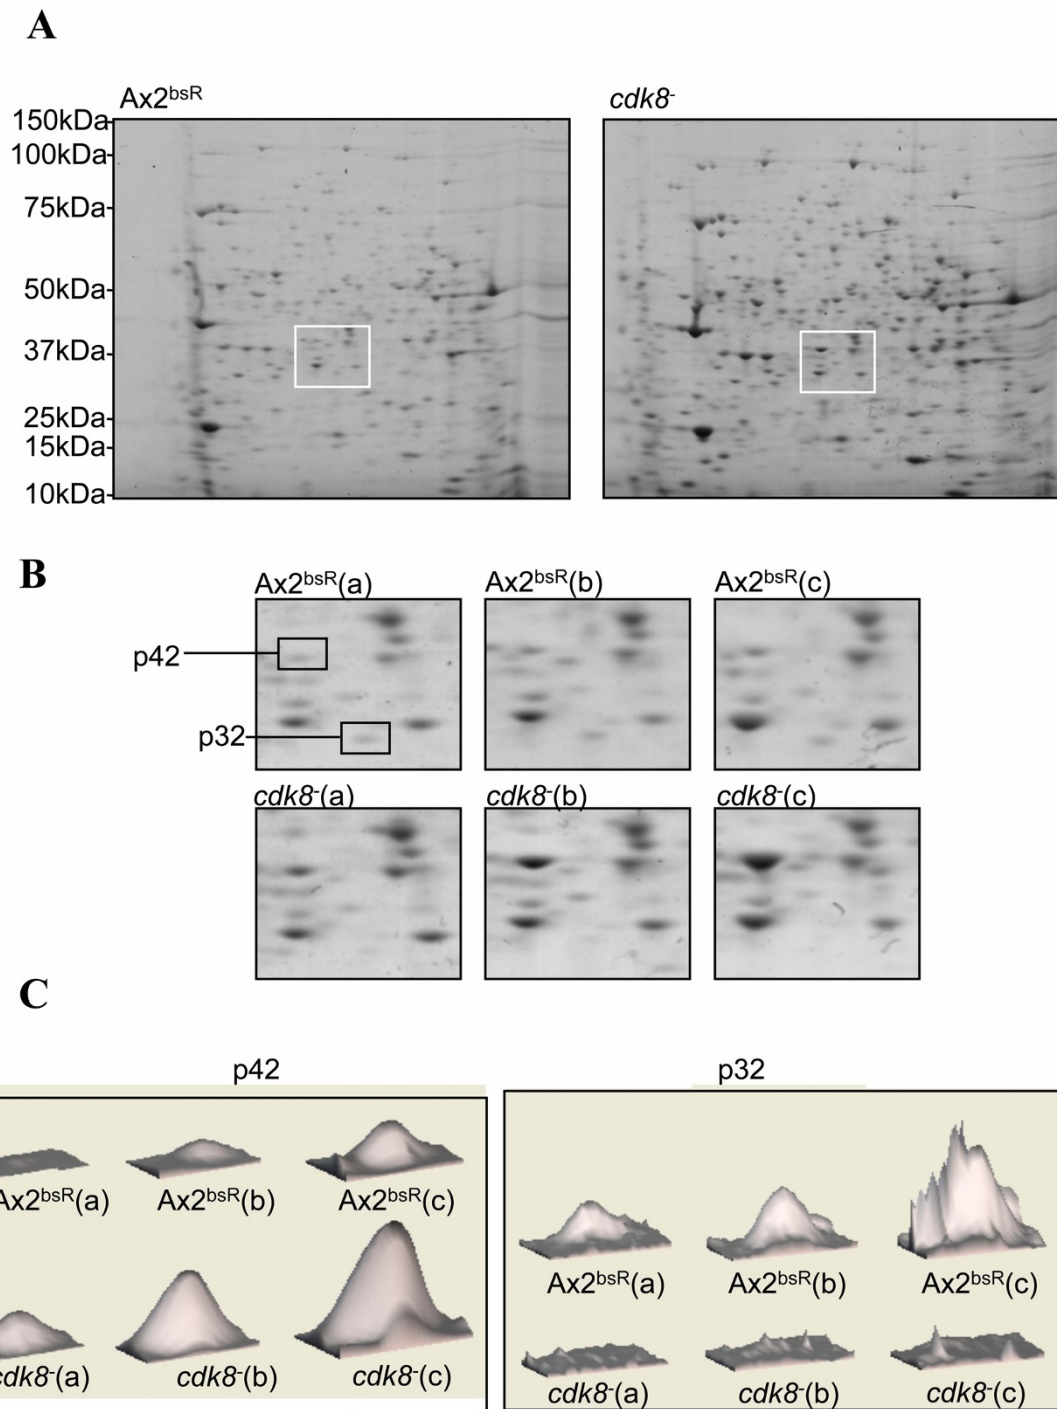 A
Ax2bsR cdk8-
150kDa-
100kDa-
75kDa-
50kDa-
37kDa-
25kDa-
15kDa-
10kDa-
B
Ax2bsR(a) Ax2bsR(b) Ax2bsR(c)
p42
p32
cdk8-(a) cdk8-(b) cdk8-(c)
C
p42 p32
Ax2bsR(a) Ax2bsR(b) Ax2bsR(c)
Ax2bsR(a) Ax2bsR(b) Ax2bsR(c)
cdk8-(a) cdk8-(b) cdk8-(c)
cdk8-(a) cdk8-(b) cdk8-(c)